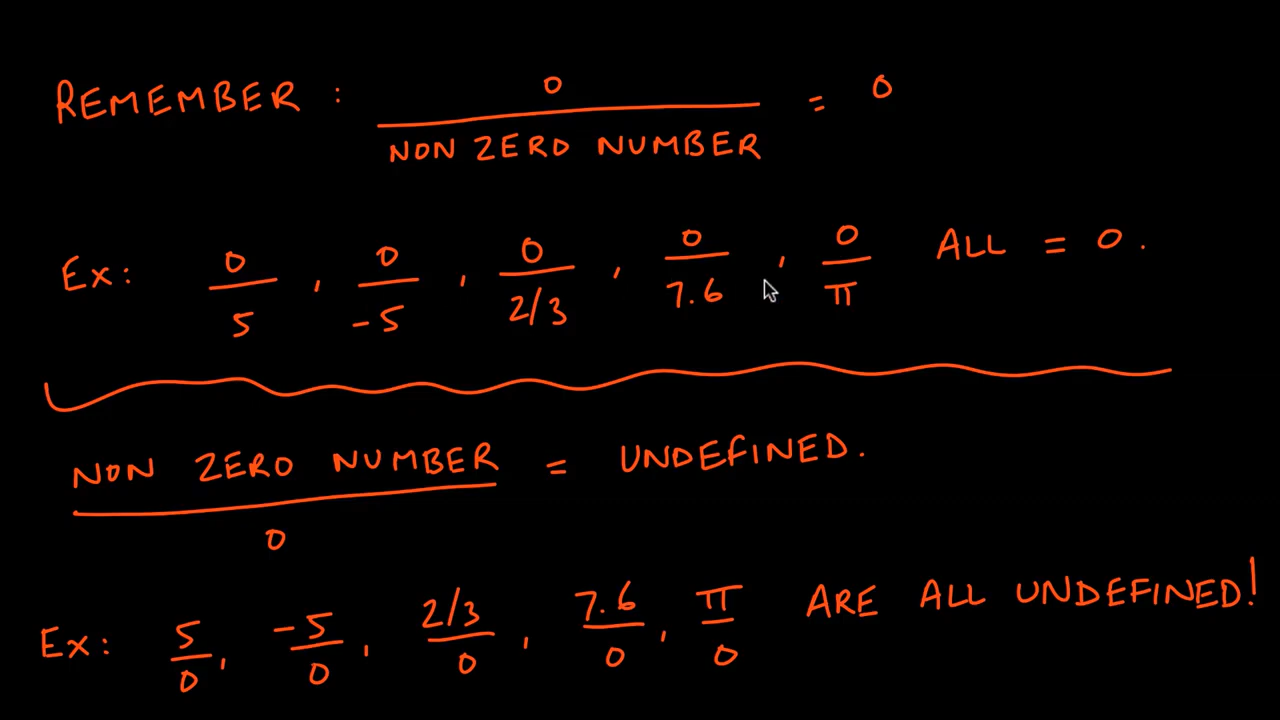 REMEMBER : 0 / NON ZERO NUMBER = 0
Ex: 0/5 , 0/-5 , 0/(2/3) , 0/7.6 , 0/π ALL = 0.
NON ZERO NUMBER / 0 = UNDEFINED.
Ex: 5/0 , -5/0 , (2/3)/0 , 7.6/0 , π/0 ARE ALL UNDEFINED!